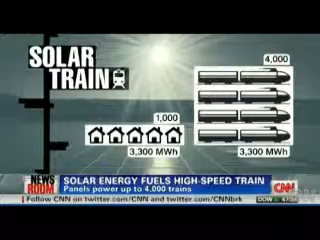 SOLAR
TRAIN
4,000
1,000
3,300 MWh
3,300 MWh
NEWS
ROOM
SOLAR ENERGY FUELS HIGH-SPEED TRAIN
Panels power up to 4,000 trains
CNN
Follow CNN on twitter.com/CNN and twitter.com/CNNbrk
DOW